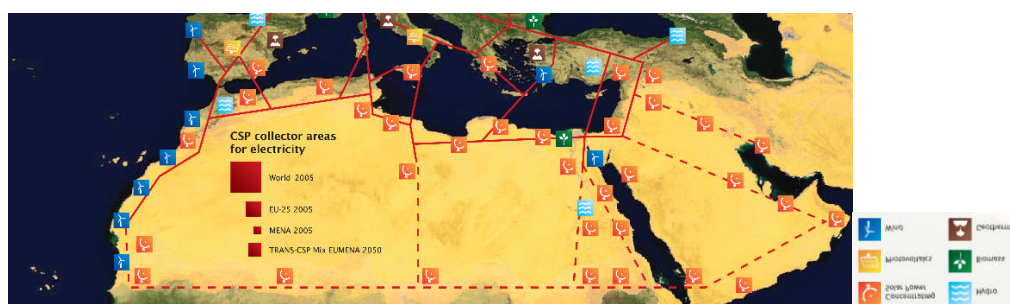 CSP collector areas
for electricity
World 2005
EU-25 2005
MENA 2005
TRANS-CSP Mix EUMENA 2050
Concentrating
Solar Power
Photovoltaics
Wind
Hydro
Biomass
Geotherm